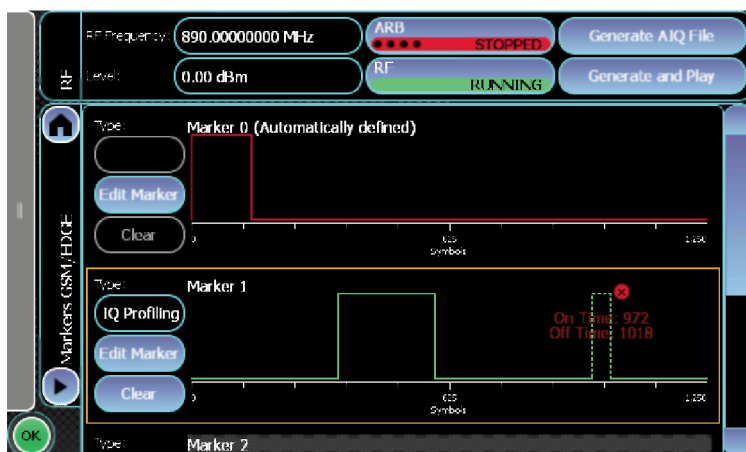 RF Frequency: 890.00000000 MHz
ARB
STOPPED
Generate AIQ File
RF
Level: 0.00 dBm
RF
RUNNING
Generate and Play
Markers GSM/EDGE
Type: Marker 0 (Automatically defined)
Edit Marker
Clear
0 625 1,250
Symbols
Type: Marker 1
IQ Profiling
On Time: 972
Off Time: 1018
Edit Marker
Clear
0 625 1,250
Symbols
OK
Type: Marker 2